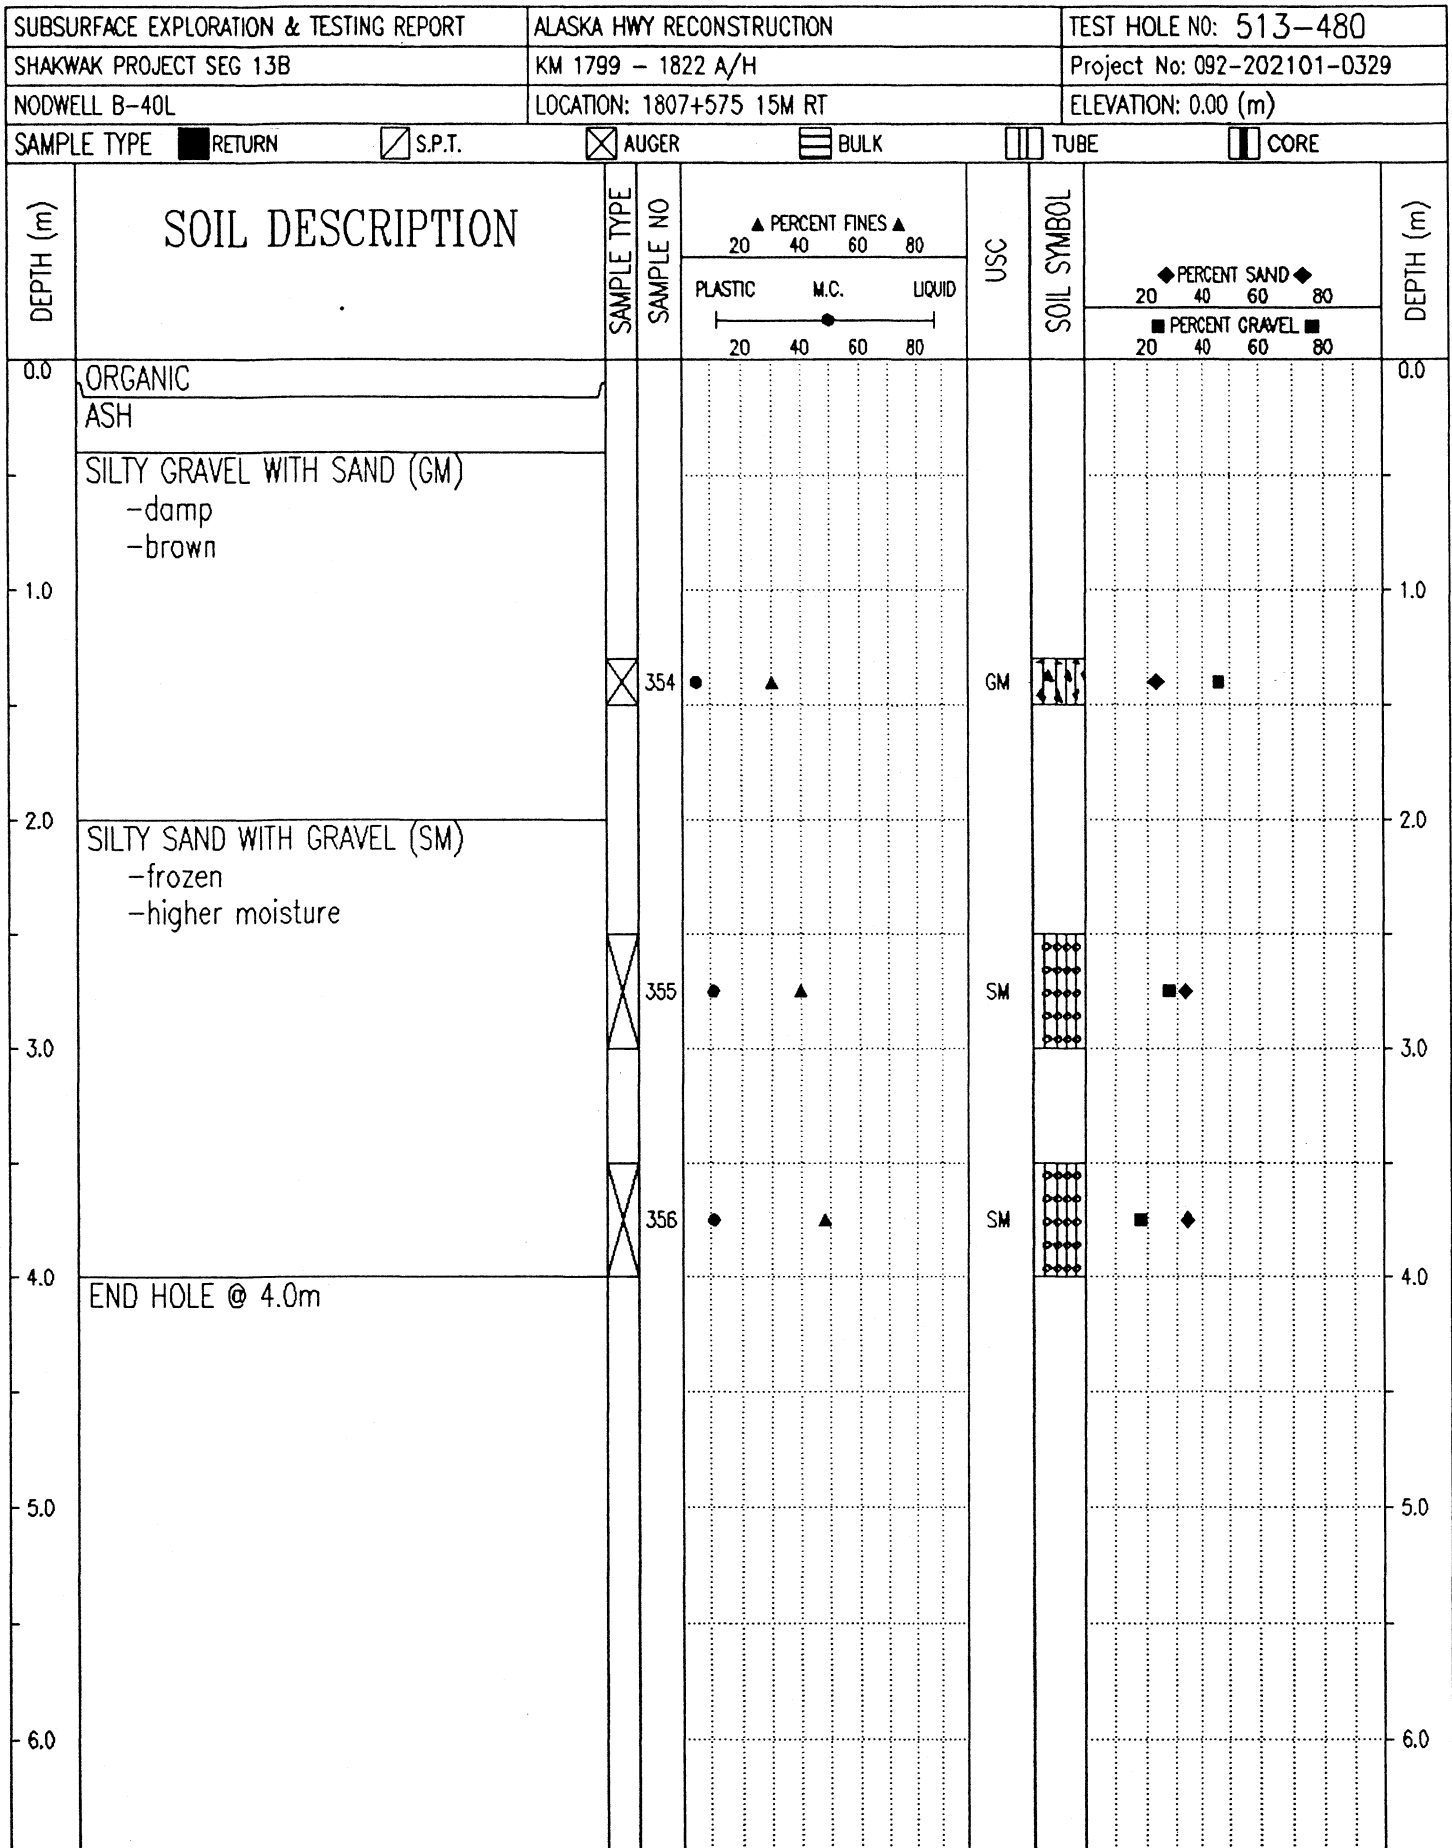 SUBSURFACE EXPLORATION & TESTING REPORT ALASKA HWY RECONSTRUCTION TEST HOLE NO: 513-480
SHAKWAK PROJECT SEG 13B KM 1799 - 1822 A/H Project No: 092-202101-0329
NODWELL B-40L LOCATION: 1807+575 15M RT ELEVATION: 0.00 (m)
SAMPLE TYPE RETURN S.P.T. AUGER BULK TUBE CORE
DEPTH (m)
SOIL DESCRIPTION
SAMPLE TYPE
SAMPLE NO
▲ PERCENT FINES ▲
20 40 60 80
PLASTIC M.C. LIQUID
20 40 60 80
USC
SOIL SYMBOL
◆ PERCENT SAND ◆
20 40 60 80
■ PERCENT GRAVEL ■
20 40 60 80
DEPTH (m)
0.0 ORGANIC 0.0
ASH
SILTY GRAVEL WITH SAND (GM)
-damp
-brown
1.0 1.0
354 GM
2.0 2.0
SILTY SAND WITH GRAVEL (SM)
-frozen
-higher moisture
355 SM
3.0 3.0
356 SM
4.0 4.0
END HOLE @ 4.0m
5.0 5.0
6.0 6.0